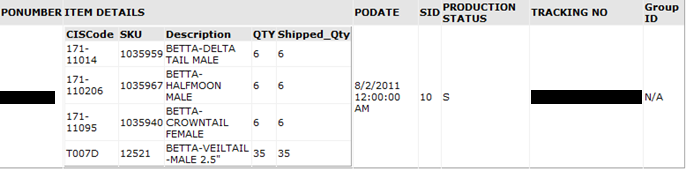 PONUMBER ITEM DETAILS PODATE SID PRODUCTION STATUS TRACKING NO Group ID
CISCode SKU Description QTY Shipped_Qty
171-11014 1035959 BETTA-DELTA TAIL MALE 6 6
171-110206 1035967 BETTA-HALFMOON MALE 6 6
171-11095 1035940 BETTA-CROWNTAIL FEMALE 6 6
T007D 12521 BETTA-VEILTAIL -MALE 2.5" 35 35
8/2/2011 12:00:00 AM 10 S N/A